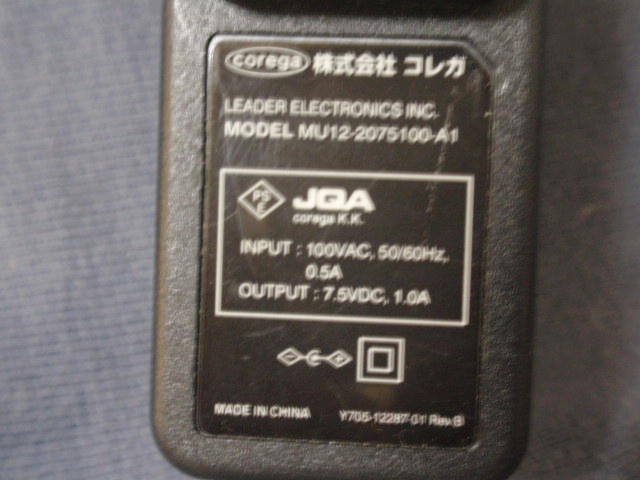 corega 株式会社 コレガ
LEADER ELECTRONICS INC.
MODEL MU12-2075100-A1
PS E JQA
corega K.K.
INPUT : 100VAC, 50/60Hz,
0.5A
OUTPUT : 7.5VDC, 1.0A
MADE IN CHINA Y705-12287-01 Rev.B